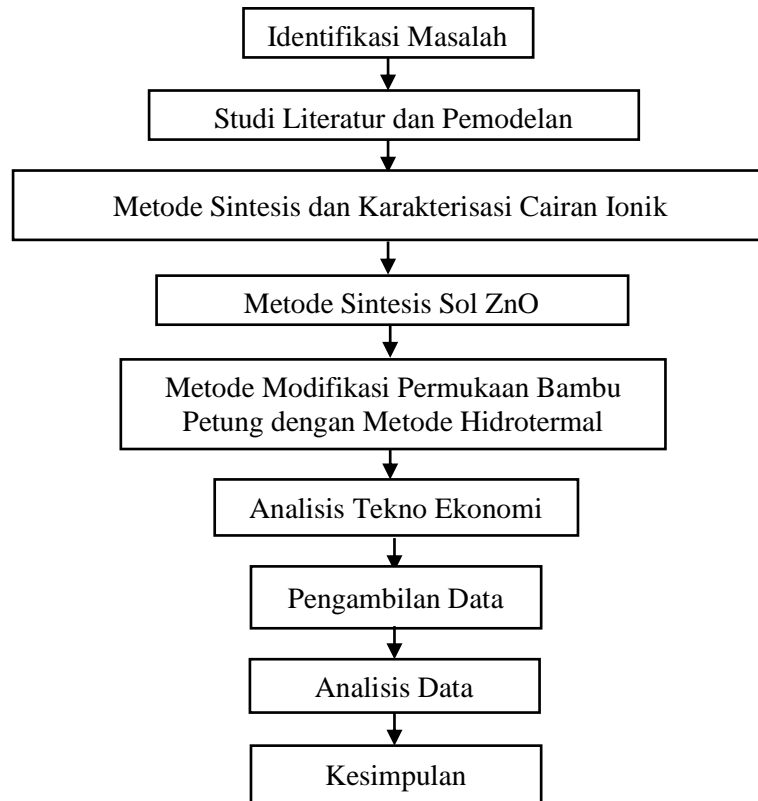 Identifikasi Masalah
Studi Literatur dan Pemodelan
Metode Sintesis dan Karakterisasi Cairan Ionik
Metode Sintesis Sol ZnO
Metode Modifikasi Permukaan Bambu
Petung dengan Metode Hidrotermal
Analisis Tekno Ekonomi
Pengambilan Data
Analisis Data
Kesimpulan